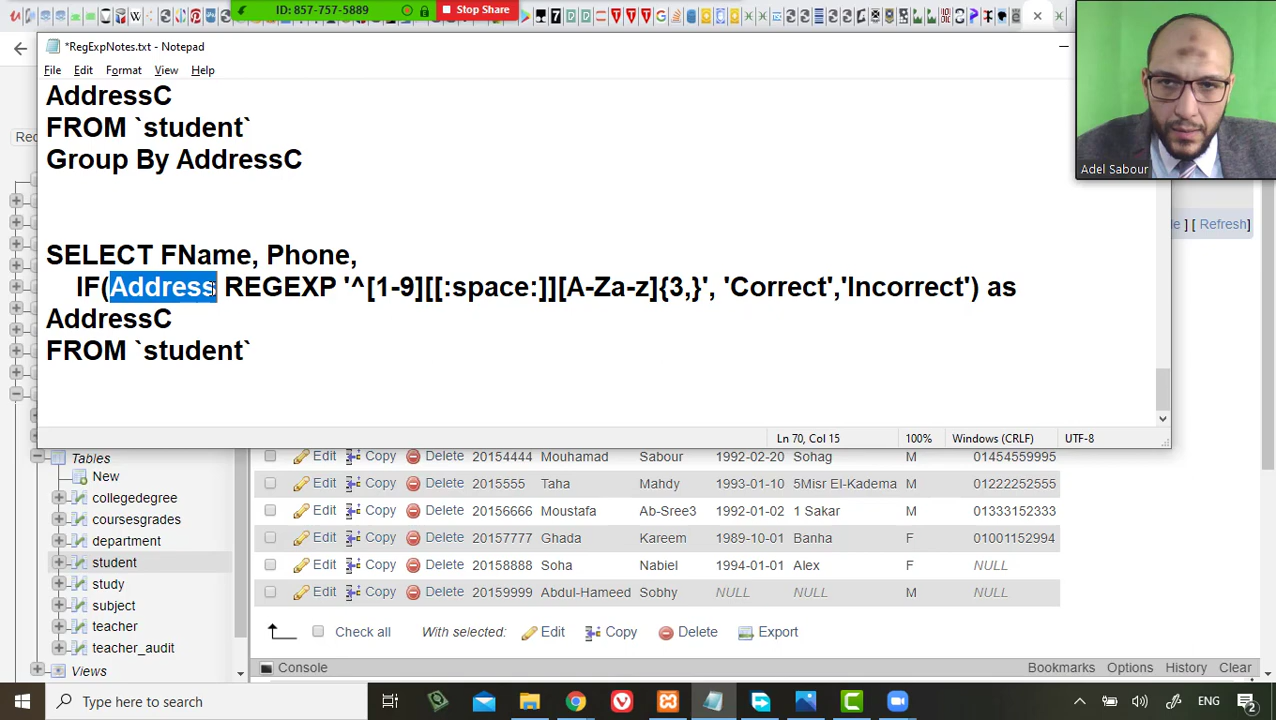 ID: 857-757-5889
Stop Share
*RegExpNotes.txt - Notepad
File Edit Format View Help
AddressC
FROM `student`
Group By AddressC
SELECT FName, Phone,
IF(Address REGEXP '^[1-9][[:space:]][A-Za-z]{3,}', 'Correct','Incorrect') as
AddressC
FROM `student`
Ln 70, Col 15 100% Windows (CRLF) UTF-8
Adel Sabour
] [ Refresh]
Tables
New
collegedegree
coursesgrades
department
student
study
subject
teacher
teacher_audit
Views
Edit Copy Delete 20154444 Mouhamad Sabour 1992-02-20 Sohag M 01454559995
Edit Copy Delete 2015555 Taha Mahdy 1993-01-10 5Misr El-Kadema M 01222252555
Edit Copy Delete 20156666 Moustafa Ab-Sree3 1992-01-02 1 Sakar M 01333152333
Edit Copy Delete 20157777 Ghada Kareem 1989-10-01 Banha F 01001152994
Edit Copy Delete 20158888 Soha Nabiel 1994-01-01 Alex F NULL
Edit Copy Delete 20159999 Abdul-Hameed Sobhy NULL NULL M NULL
Check all With selected: Edit Copy Delete Export
Console Bookmarks Options History Clear
Type here to search
ENG
2